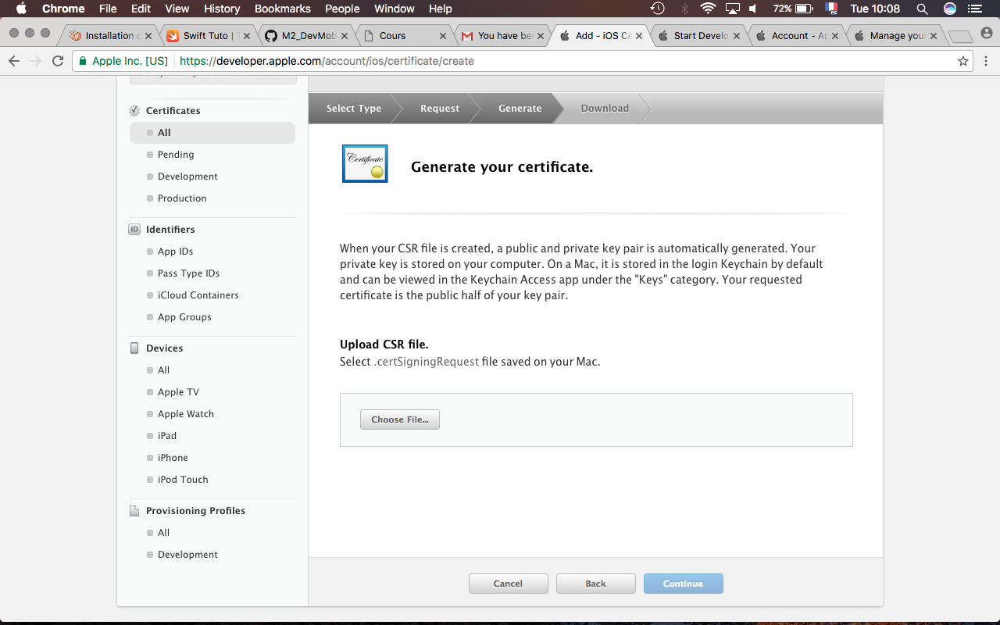 Chrome File Edit View History Bookmarks People Window Help 72% Tue 10:08
Installation d Swift Tuto | T M2_DevMob Cours You have be Add - iOS Ce Start Develo Account - Ap Manage your
Apple Inc. [US] https://developer.apple.com/account/ios/certificate/create
Certificates
All
Pending
Development
Production
ID Identifiers
App IDs
Pass Type IDs
iCloud Containers
App Groups
Devices
All
Apple TV
Apple Watch
iPad
iPhone
iPod Touch
Provisioning Profiles
All
Development
Select Type Request Generate Download
Certificate
Generate your certificate.
When your CSR file is created, a public and private key pair is automatically generated. Your
private key is stored on your computer. On a Mac, it is stored in the login Keychain by default
and can be viewed in the Keychain Access app under the "Keys" category. Your requested
certificate is the public half of your key pair.
Upload CSR file.
Select .certSigningRequest file saved on your Mac.
Choose File...
Cancel Back Continue